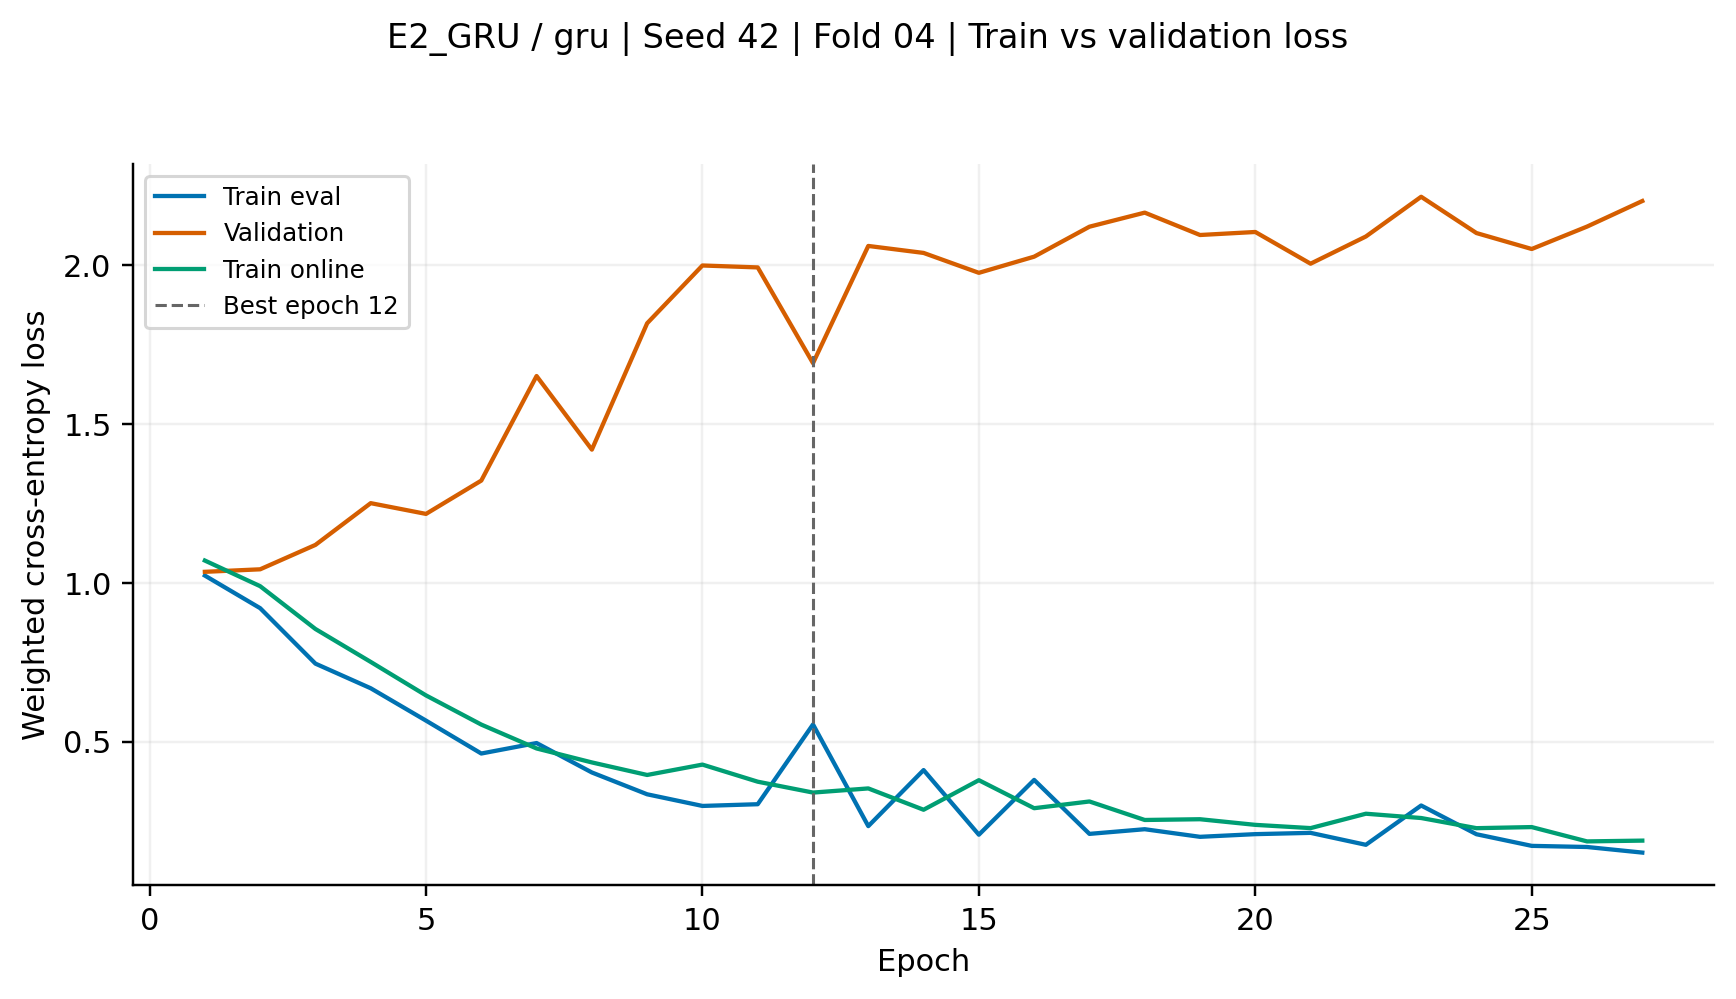 E2_GRU / gru | Seed 42 | Fold 04 | Train vs validation loss
Train eval
Validation
Train online
Best epoch 12
Weighted cross-entropy loss
2.0
1.5
1.0
0.5
0 5 10 15 20 25
Epoch